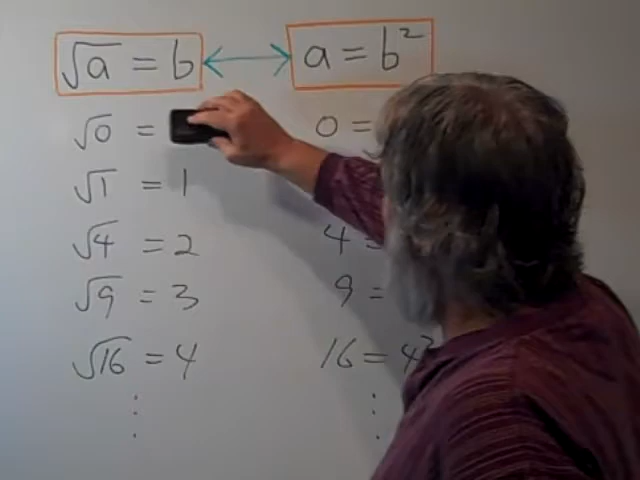 √a = b ⟷ a = b²
√0 = 0 =
√1 = 1
√4 = 2 4 =
√9 = 3 9 =
√16 = 4 16 = 4²
⋮ ⋮